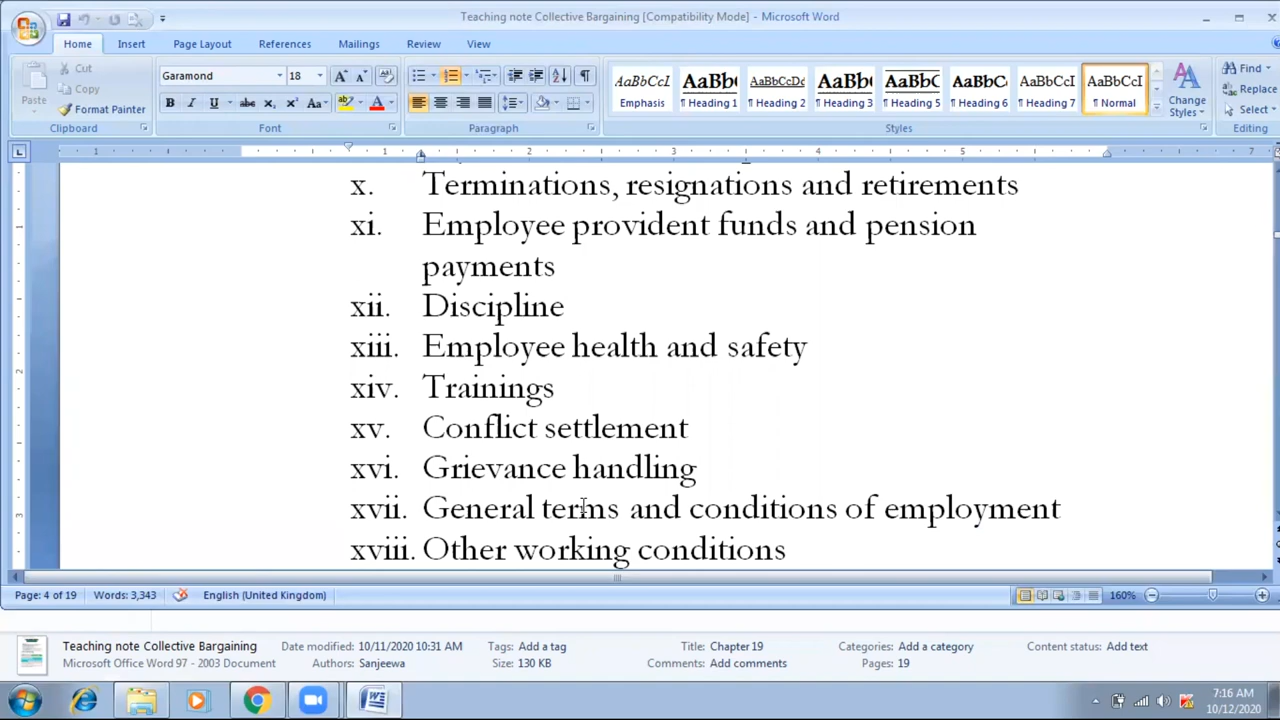 Teaching note Collective Bargaining [Compatibility Mode] - Microsoft Word
Home Insert Page Layout References Mailings Review View
Cut
Copy
Format Painter
Paste
Clipboard
Garamond 18
Font
Paragraph
AaBbCcI Emphasis
AaBb( ¶ Heading 1
AaBbCcDc ¶ Heading 2
AaBb( ¶ Heading 3
AaBbC ¶ Heading 5
AaBbC ¶ Heading 6
AaBbCcI ¶ Heading 7
AaBbCcI ¶ Normal
Change Styles
Styles
Find
Replace
Select
Editing
x. Terminations, resignations and retirements
xi. Employee provident funds and pension
payments
xii. Discipline
xiii. Employee health and safety
xiv. Trainings
xv. Conflict settlement
xvi. Grievance handling
xvii. General terms and conditions of employment
xviii. Other working conditions
Page: 4 of 19 Words: 3,343 English (United Kingdom) 160%
Teaching note Collective Bargaining Date modified: 10/11/2020 10:31 AM Tags: Add a tag Title: Chapter 19 Categories: Add a category Content status: Add text
Microsoft Office Word 97 - 2003 Document Authors: Sanjeewa Size: 130 KB Comments: Add comments Pages: 19
7:16 AM
10/12/2020